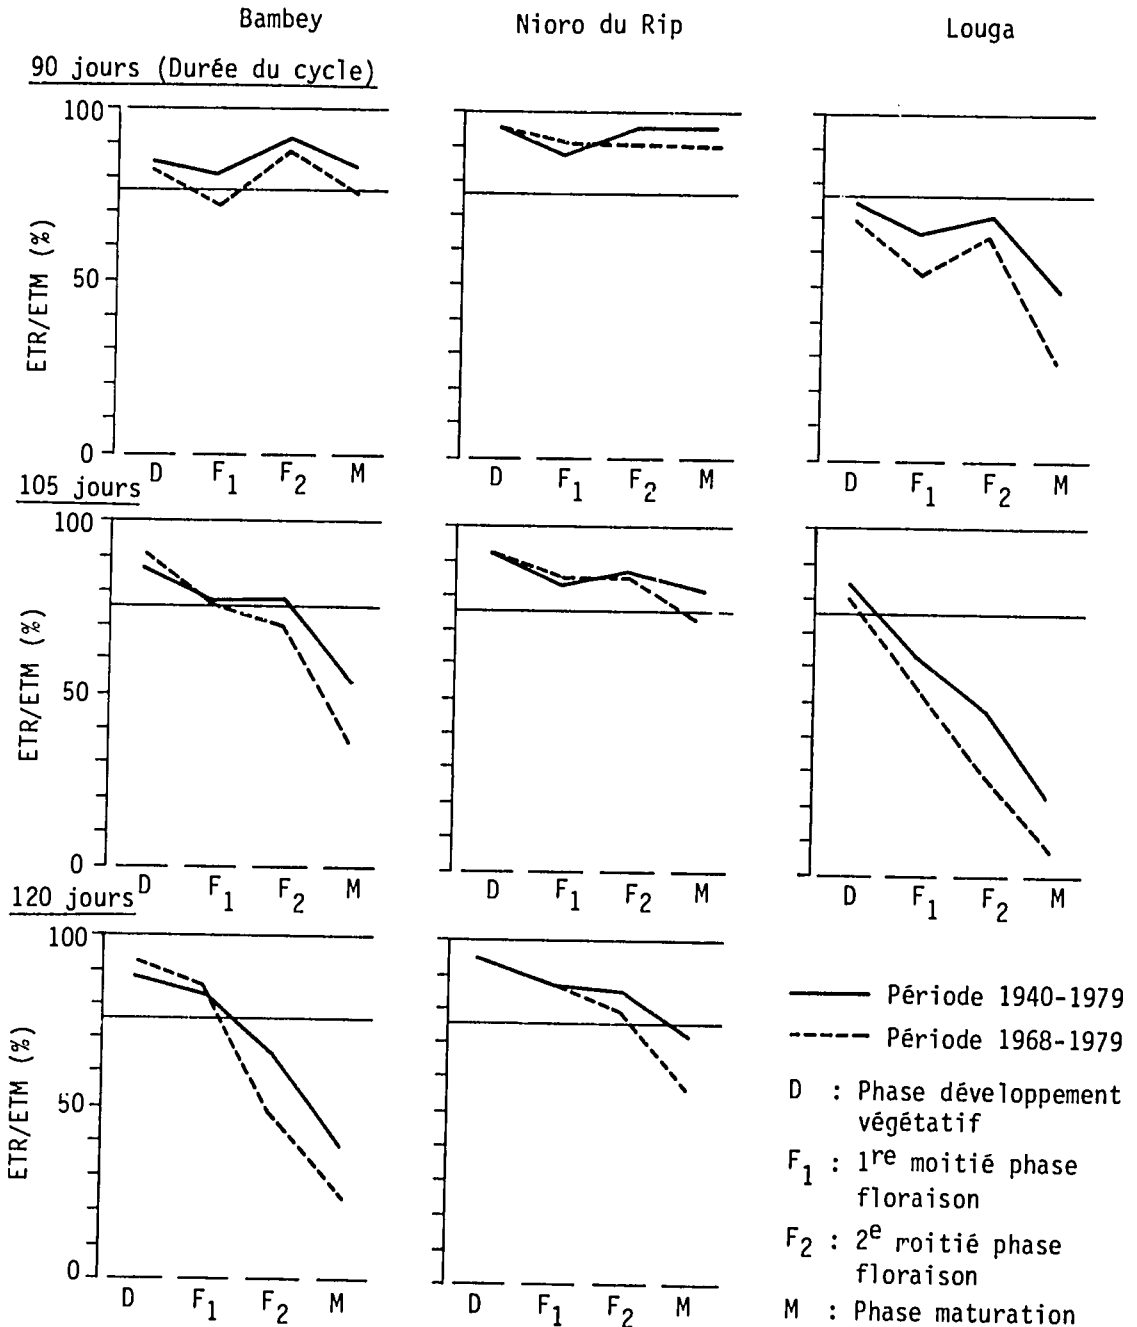 Bambey
Nioro du Rip
Louga
90 jours (Durée du cycle)
100
50
0
ETR/ETM (%)
D F1 F2 M
D F1 F2 M
D F1 F2 M
105 jours
100
50
0
ETR/ETM (%)
D F1 F2 M
D F1 F2 M
D F1 F2 M
120 jours
100
50
0
ETR/ETM (%)
D F1 F2 M
D F1 F2 M
Période 1940-1979
Période 1968-1979
D : Phase développement
végétatif
F1 : 1re moitié phase
floraison
F2 : 2e roitié phase
floraison
M : Phase maturation